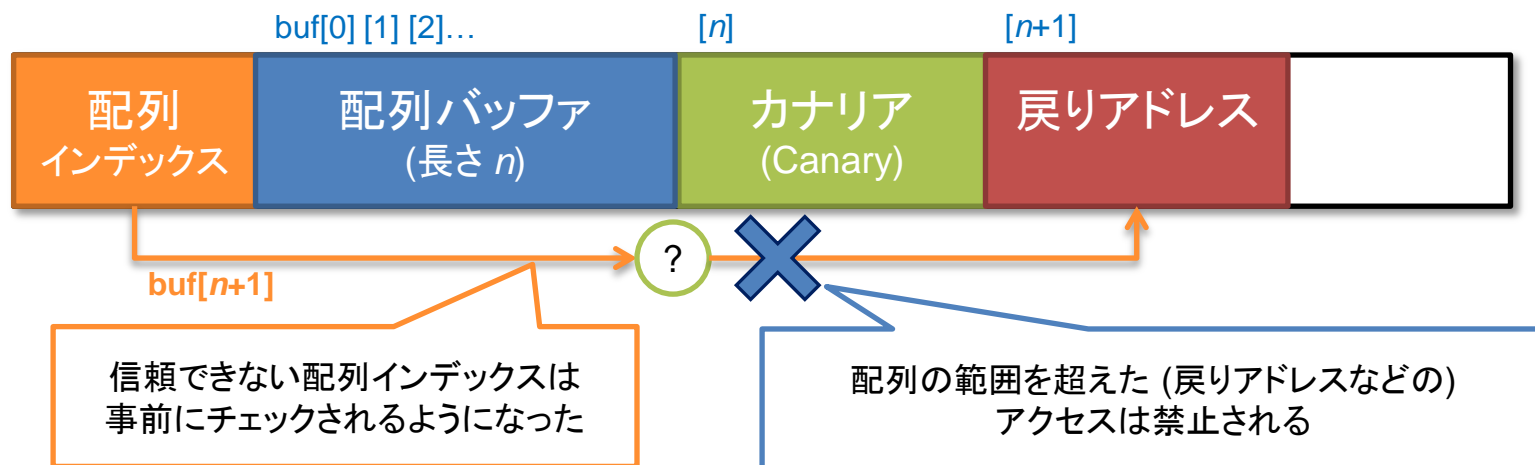 buf[0] [1] [2]…
[n]
[n+1]
配列
インデックス
配列バッファ
(長さ n)
カナリア
(Canary)
戻りアドレス
?
buf[n+1]
信頼できない配列インデックスは
事前にチェックされるようになった
配列の範囲を超えた (戻りアドレスなどの)
アクセスは禁止される